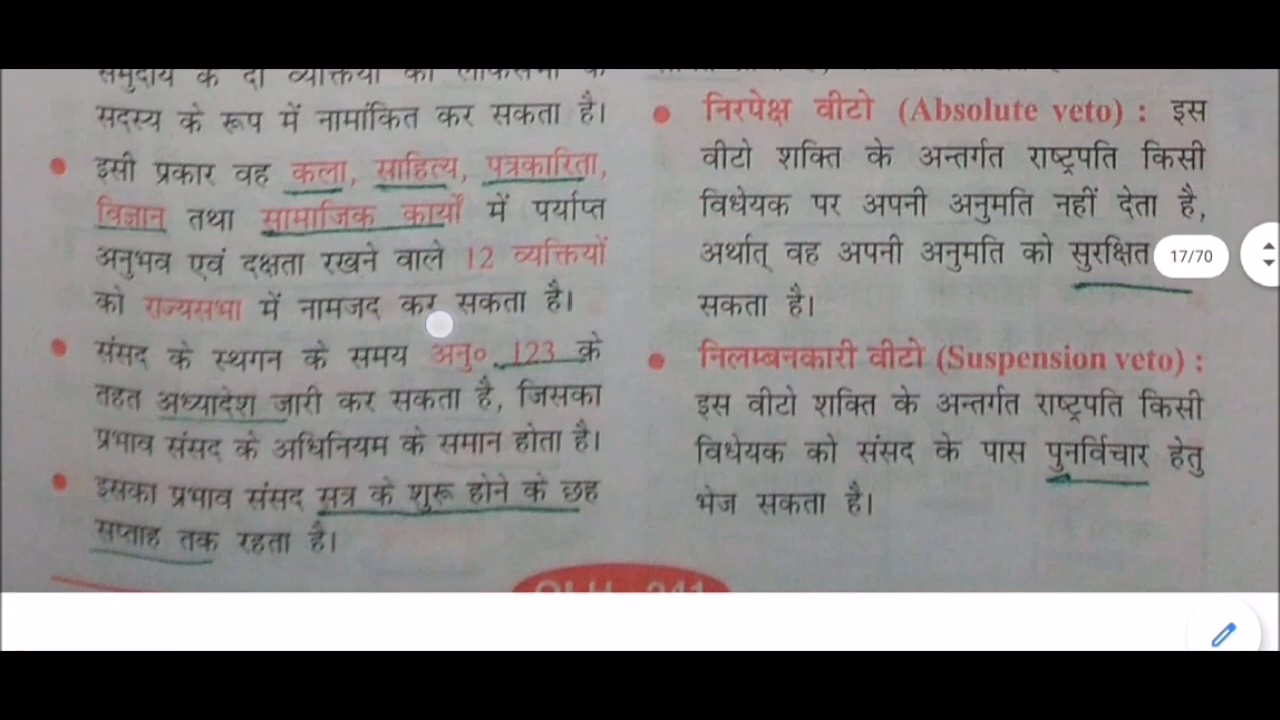 सदस्य के रूप में नामांकित कर सकता है।
इसी प्रकार वह कला, साहित्य, पत्रकारिता,
विज्ञान तथा सामाजिक कार्यों में पर्याप्त
अनुभव एवं दक्षता रखने वाले 12 व्यक्तियों
को राज्यसभा में नामजद कर सकता है।
संसद के स्थगन के समय अनु० 123 के
तहत अध्यादेश जारी कर सकता है, जिसका
प्रभाव संसद के अधिनियम के समान होता है।
इसका प्रभाव संसद सत्र के शुरू होने के छह
सप्ताह तक रहता है।
निरपेक्ष वीटो (Absolute veto) : इस
वीटो शक्ति के अन्तर्गत राष्ट्रपति किसी
विधेयक पर अपनी अनुमति नहीं देता है,
अर्थात् वह अपनी अनुमति को सुरक्षित
सकता है।
निलम्बनकारी वीटो (Suspension veto) :
इस वीटो शक्ति के अन्तर्गत राष्ट्रपति किसी
विधेयक को संसद के पास पुनर्विचार हेतु
भेज सकता है।
17/70